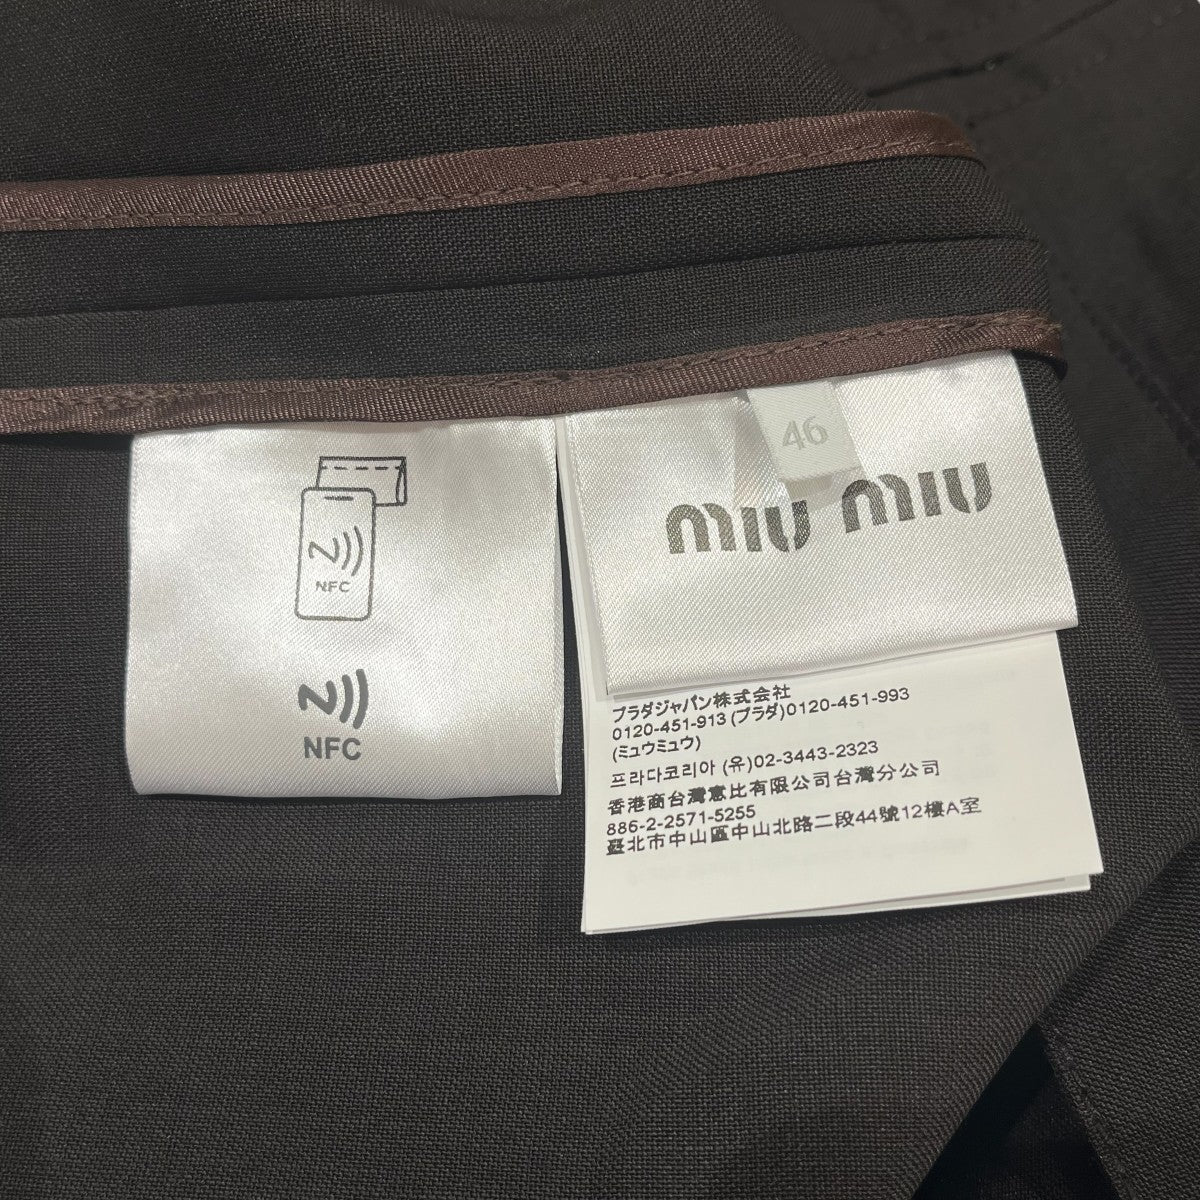 NFC
NFC
46
miu miu
プラダジャパン株式会社
0120-451-913 (プラダ)0120-451-993
(ミュウミュウ)
프라다코리아 (유)02-3443-2323
香港商台灣惠比有限公司台灣分公司
886-2-2571-5255
臺北市中山區中山北路二段44號12樓A室